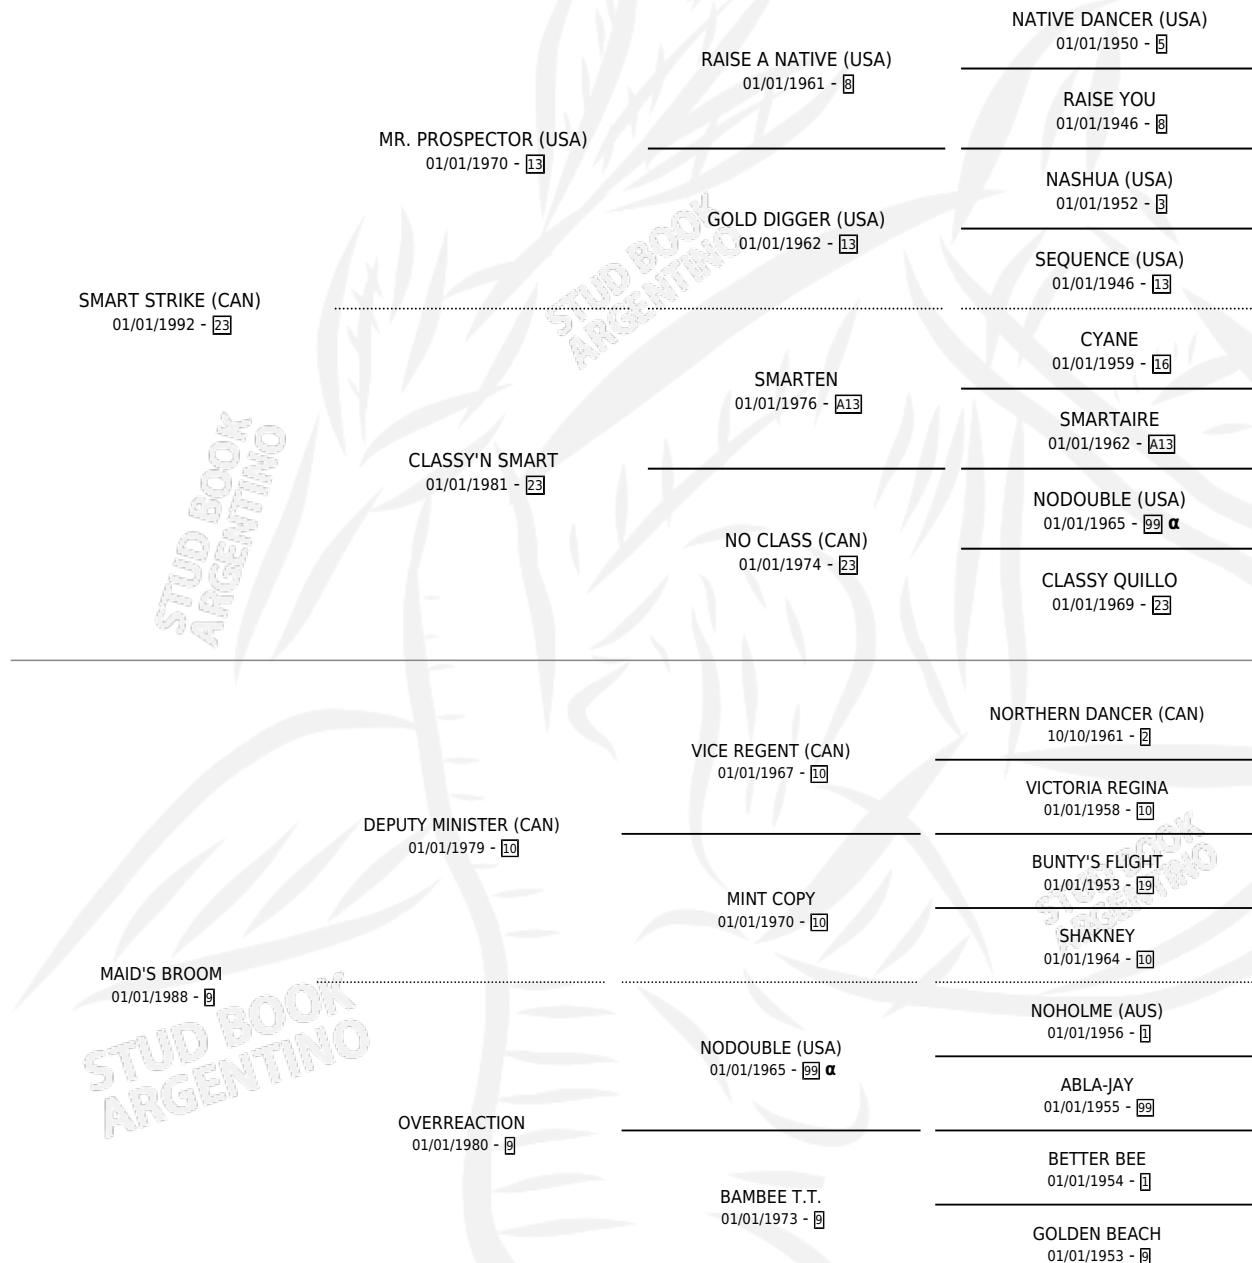 NATIVE DANCER (USA)
01/01/1950 - 5
RAISE A NATIVE (USA)
01/01/1961 - 8
RAISE YOU
01/01/1946 - 8
MR. PROSPECTOR (USA)
01/01/1970 - 13
NASHUA (USA)
01/01/1952 - 3
GOLD DIGGER (USA)
01/01/1962 - 13
SEQUENCE (USA)
01/01/1946 - 13
SMART STRIKE (CAN)
01/01/1992 - 23
CYANE
01/01/1959 - 16
SMARTEN
01/01/1976 - A13
SMARTAIRE
01/01/1962 - A13
CLASSY'N SMART
01/01/1981 - 23
NODOUBLE (USA)
01/01/1965 - 99 α
NO CLASS (CAN)
01/01/1974 - 23
CLASSY QUILLO
01/01/1969 - 23
NORTHERN DANCER (CAN)
10/10/1961 - 2
VICE REGENT (CAN)
01/01/1967 - 10
VICTORIA REGINA
01/01/1958 - 10
DEPUTY MINISTER (CAN)
01/01/1979 - 10
BUNTY'S FLIGHT
01/01/1953 - 19
MINT COPY
01/01/1970 - 10
SHAKNEY
01/01/1964 - 10
MAID'S BROOM
01/01/1988 - 9
NOHOLME (AUS)
01/01/1956 - 1
NODOUBLE (USA)
01/01/1965 - 99 α
ABLA-JAY
01/01/1955 - 99
OVERREACTION
01/01/1980 - 9
BETTER BEE
01/01/1954 - 1
BAMBEE T.T.
01/01/1973 - 9
GOLDEN BEACH
01/01/1953 - 9
STUD BOOK
ARGENTINO
STUD BOOK
ARGENTINO
STUD BOOK
ARGENTINO
STUD BOOK
ARGENTINO